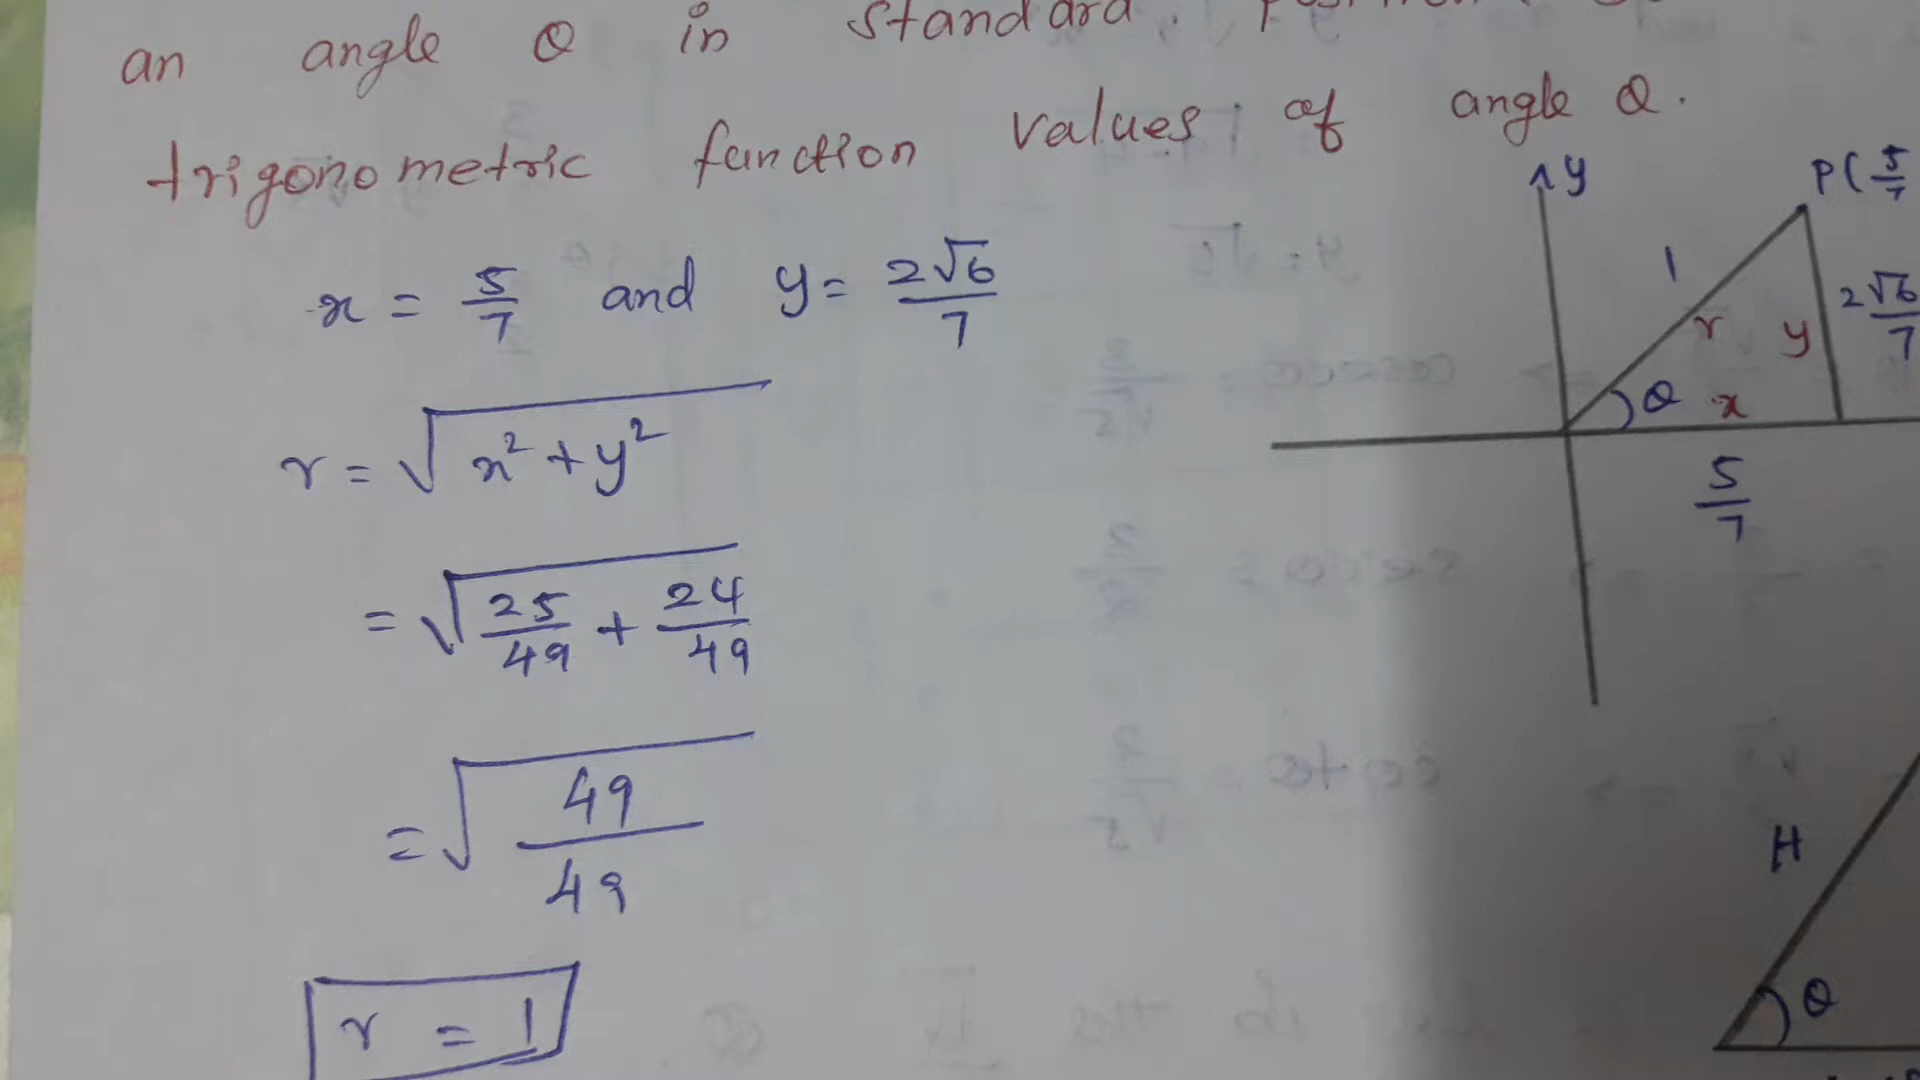 an angle θ in standard
trigonometric function values of angle θ.
x = 5/7 and y = 2√6/7
r = √(x² + y²)
= √(25/49 + 24/49)
= √(49/49)
r = 1
y
P(5/7
1
r
y
2√6/7
θ
x
5/7
H
θ